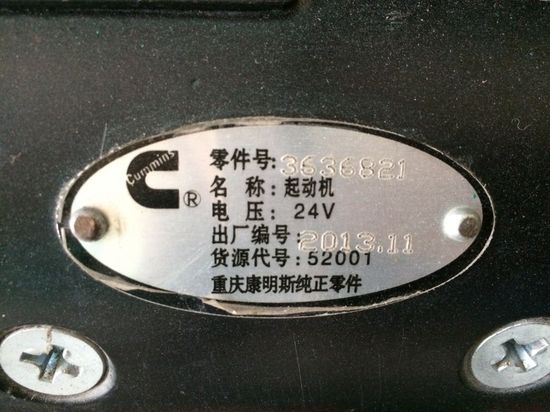 Cummins
®
零件号:3636821
名 称:起动机
电 压: 24V
出厂编号:2013.11
货源代号:52001
重庆康明斯纯正零件